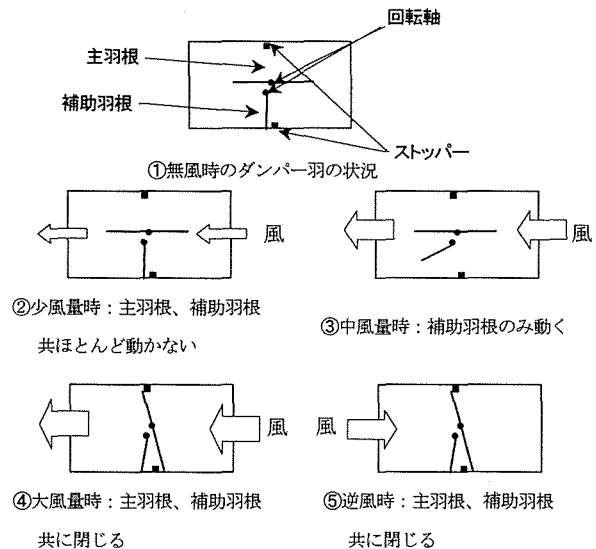 回転軸
主羽根
補助羽根
ストッパー
①無風時のダンパー羽の状況
風
風
②少風量時：主羽根、補助羽根
共ほとんど動かない
③中風量時：補助羽根のみ動く
風
風
④大風量時：主羽根、補助羽根
共に閉じる
⑤逆風時：主羽根、補助羽根
共に閉じる